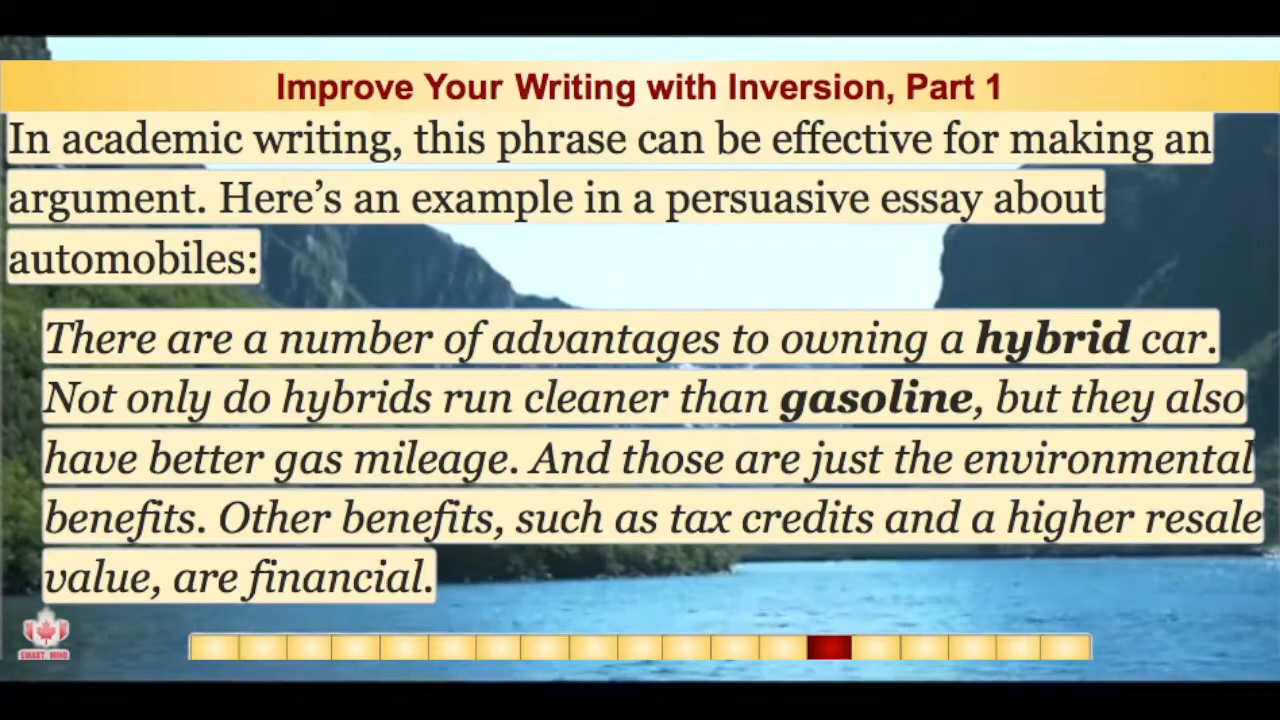 Improve Your Writing with Inversion, Part 1
In academic writing, this phrase can be effective for making an
argument. Here’s an example in a persuasive essay about
automobiles:
There are a number of advantages to owning a hybrid car.
Not only do hybrids run cleaner than gasoline, but they also
have better gas mileage. And those are just the environmental
benefits. Other benefits, such as tax credits and a higher resale
value, are financial.
SMART MIND